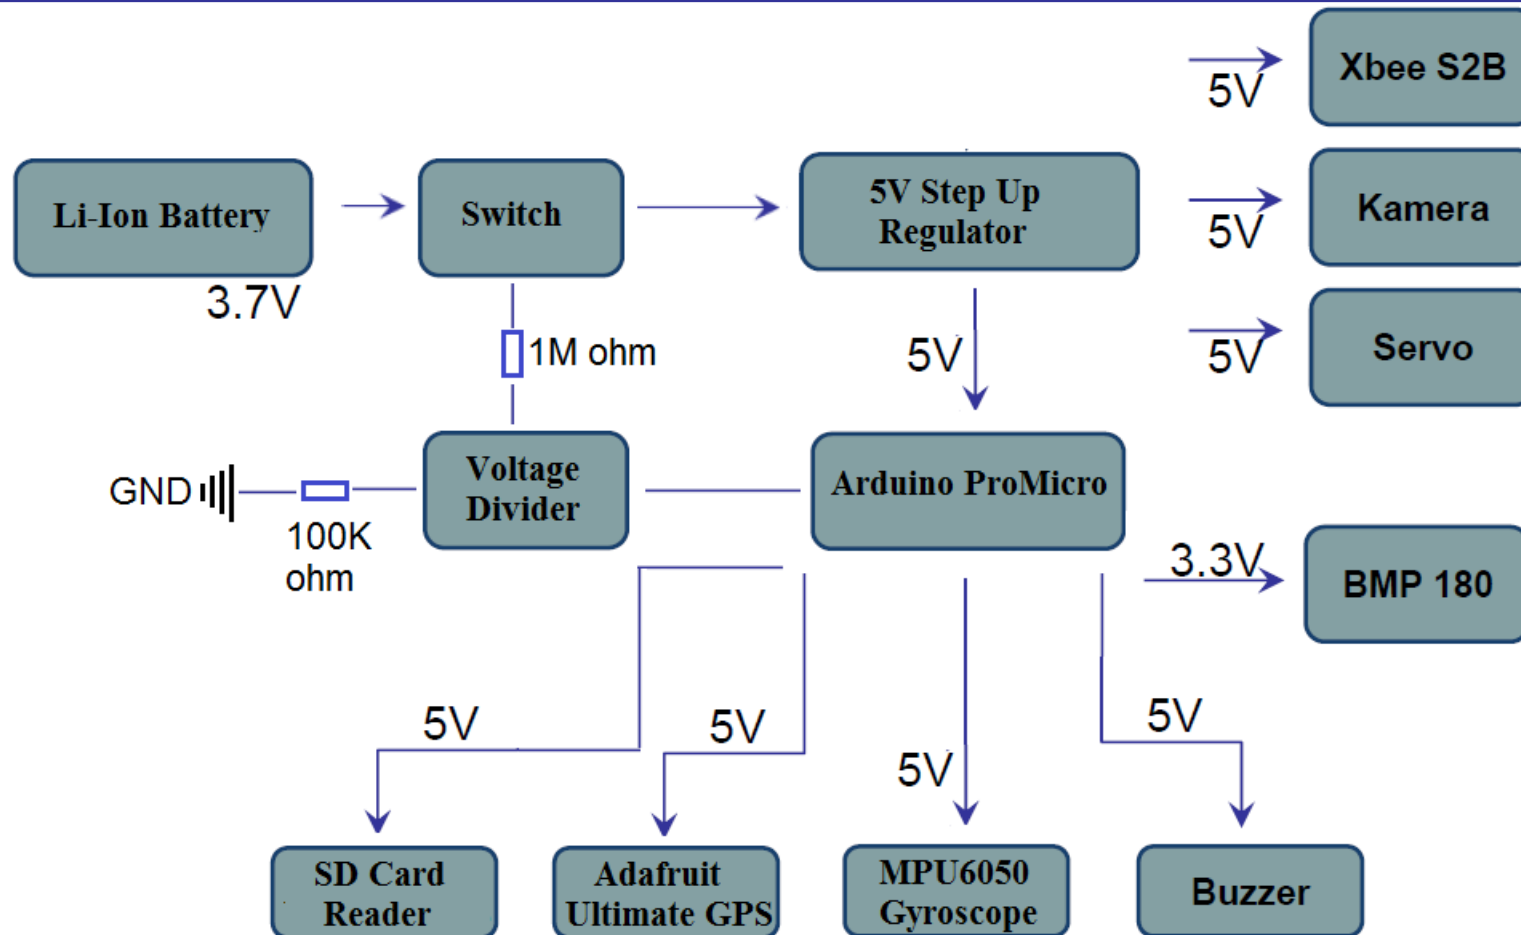 Xbee S2B
5V
Li-Ion Battery
3.7V
Switch
5V Step Up
Regulator
Kamera
5V
Servo
5V
1M ohm
5V
GND
100K
ohm
Voltage
Divider
Arduino ProMicro
3.3V
BMP 180
5V
5V
5V
5V
SD Card
Reader
Adafruit
Ultimate GPS
MPU6050
Gyroscope
Buzzer